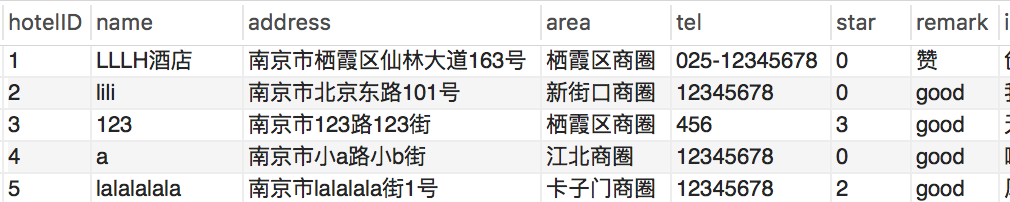 hotelID name address area tel star remark i
1 LLLH酒店 南京市栖霞区仙林大道163号 栖霞区商圈 025-12345678 0 赞
2 lili 南京市北京东路101号 新街口商圈 12345678 0 good
3 123 南京市123路123街 栖霞区商圈 456 3 good
4 a 南京市小a路小b街 江北商圈 12345678 0 good
5 lalalalala 南京市lalalala街1号 卡子门商圈 12345678 2 good